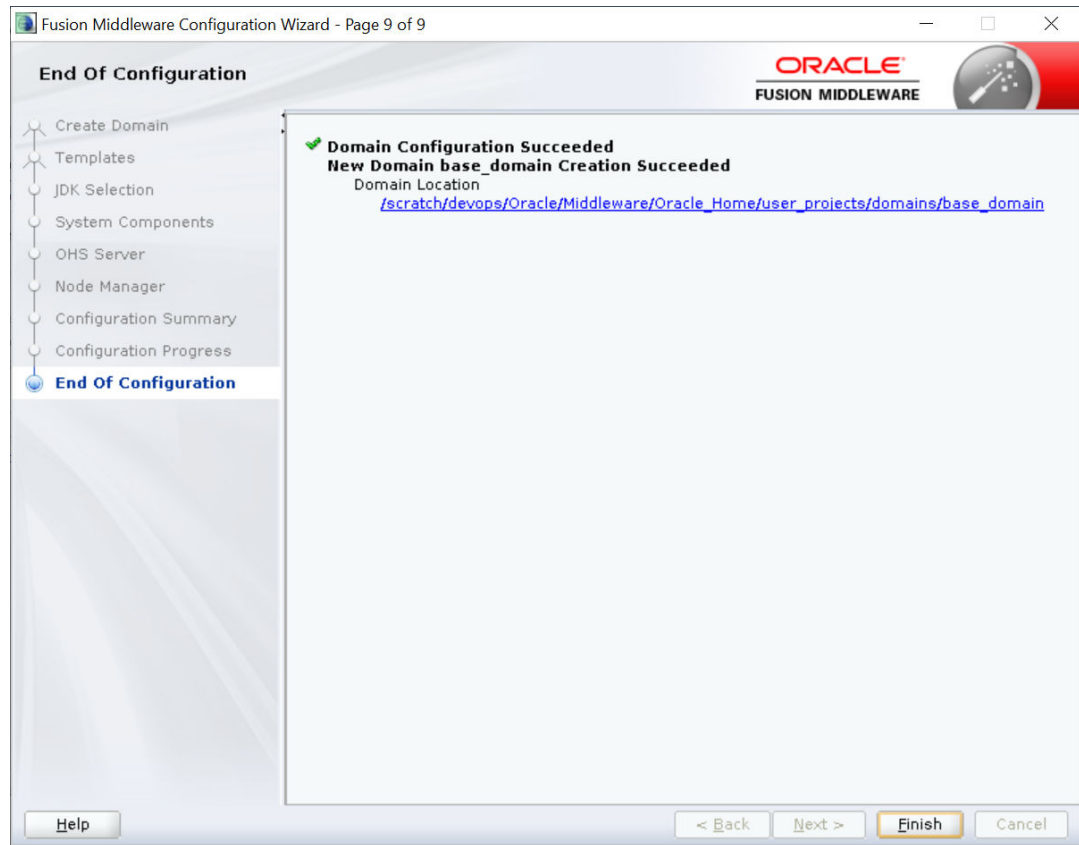 Fusion Middleware Configuration Wizard - Page 9 of 9
End Of Configuration
ORACLE
FUSION MIDDLEWARE
Create Domain
Templates
JDK Selection
System Components
OHS Server
Node Manager
Configuration Summary
Configuration Progress
End Of Configuration
Domain Configuration Succeeded
New Domain base_domain Creation Succeeded
Domain Location
/scratch/devops/Oracle/Middleware/Oracle_Home/user_projects/domains/base_domain
Help
< Back
Next >
Finish
Cancel